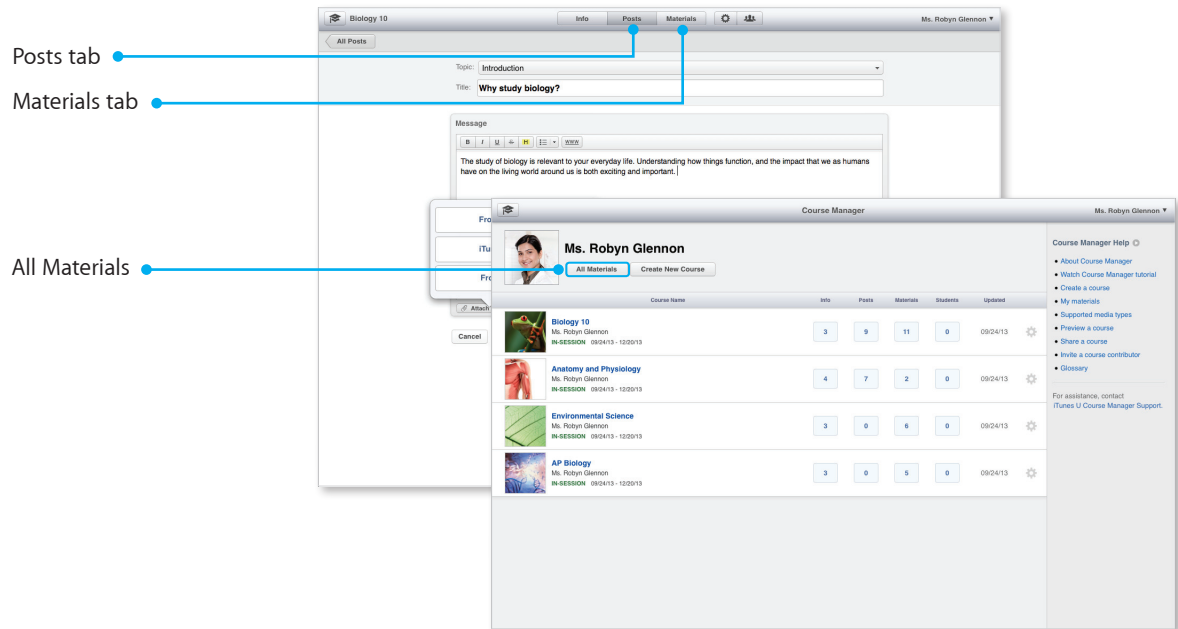 Posts tab
Materials tab
All Materials
Biology 10
Info Posts Materials
Ms. Robyn Glennon ▼
All Posts
Topic: Introduction
Title: Why study biology?
Message
B I U S H WWW
The study of biology is relevant to your everyday life. Understanding how things function, and the impact that we as humans
have on the living world around us is both exciting and important.
Attach
Cancel
Course Manager
Ms. Robyn Glennon ▼
Ms. Robyn Glennon
All Materials Create New Course
Course Name Info Posts Materials Students Updated
Biology 10
Ms. Robyn Glennon
IN-SESSION 09/24/13 - 12/20/13
3 9 11 0 09/24/13
Anatomy and Physiology
Ms. Robyn Glennon
IN-SESSION 09/24/13 - 12/20/13
4 7 2 0 09/24/13
Environmental Science
Ms. Robyn Glennon
IN-SESSION 09/24/13 - 12/20/13
3 0 6 0 09/24/13
AP Biology
Ms. Robyn Glennon
IN-SESSION 09/24/13 - 12/20/13
3 0 5 0 09/24/13
Course Manager Help
• About Course Manager
• Watch Course Manager tutorial
• Create a course
• My materials
• Supported media types
• Preview a course
• Share a course
• Invite a course contributor
• Glossary
For assistance, contact
iTunes U Course Manager Support.